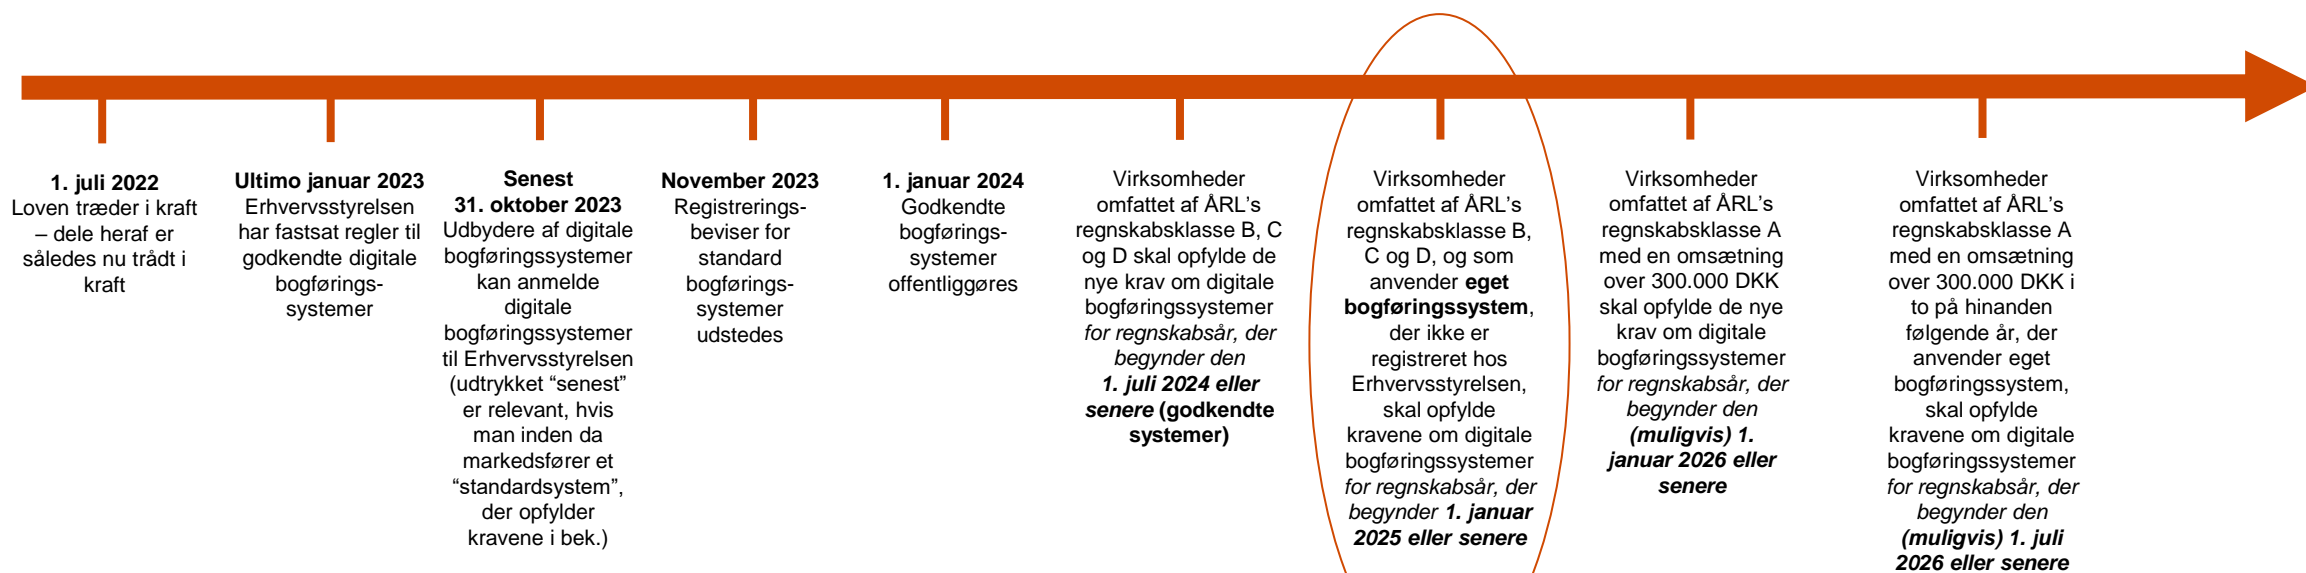 1. juli 2022
Loven træder i kraft
– dele heraf er
således nu trådt i
kraft
Ultimo januar 2023
Erhvervsstyrelsen
har fastsat regler til
godkendte digitale
bogførings-
systemer
Senest
31. oktober 2023
Udbydere af digitale
bogføringssystemer
kan anmelde
digitale
bogføringssystemer
til Erhvervsstyrelsen
(udtrykket “senest”
er relevant, hvis
man inden da
markedsfører et
“standardsystem”,
der opfylder
kravene i bek.)
November 2023
Registrerings-
beviser for
standard
bogførings-
systemer
udstedes
1. januar 2024
Godkendte
bogførings-
systemer
offentliggøres
Virksomheder
omfattet af ÅRL’s
regnskabsklasse B, C
og D skal opfylde de
nye krav om digitale
bogføringssystemer
for regnskabsår, der
begynder den
1. juli 2024 eller
senere (godkendte
systemer)
Virksomheder
omfattet af ÅRL’s
regnskabsklasse B,
C og D, og som
anvender eget
bogføringssystem,
der ikke er
registreret hos
Erhvervsstyrelsen,
skal opfylde
kravene om digitale
bogføringssystemer
for regnskabsår, der
begynder 1. januar
2025 eller senere
Virksomheder
omfattet af ÅRL’s
regnskabsklasse A
med en omsætning
over 300.000 DKK
skal opfylde de nye
krav om digitale
bogføringssystemer
for regnskabsår, der
begynder den
(muligvis) 1.
januar 2026 eller
senere
Virksomheder
omfattet af ÅRL’s
regnskabsklasse A
med en omsætning
over 300.000 DKK i
to på hinanden
følgende år, der
anvender eget
bogføringssystem,
skal opfylde
kravene om digitale
bogføringssystemer
for regnskabsår, der
begynder den
(muligvis) 1. juli
2026 eller senere